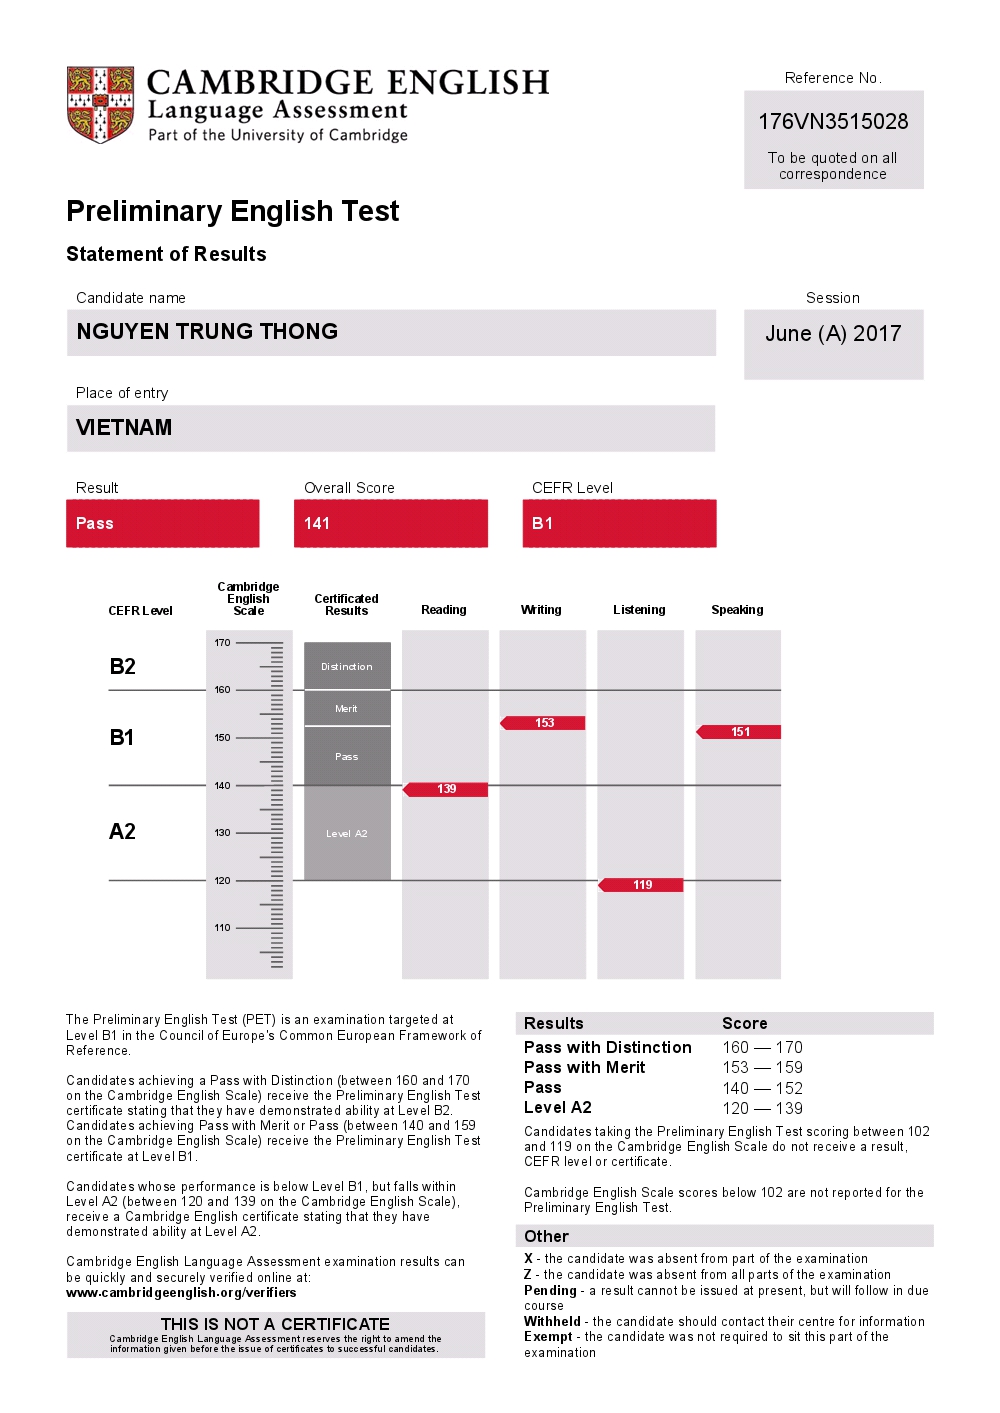 CAMBRIDGE ENGLISH
Language Assessment
Part of the University of Cambridge
Reference No.
176VN3515028
To be quoted on all
correspondence
Preliminary English Test
Statement of Results
Candidate name
NGUYEN TRUNG THONG
Session
June (A) 2017
Place of entry
VIETNAM
Result
Overall Score
CEFR Level
Pass
141
B1
CEFR Level
Cambridge
English
Scale
Certificated
Results
Reading
Writing
Listening
Speaking
170
B2
Distinction
160
Merit
153
151
B1
150
Pass
140
139
A2
130
Level A2
120
119
110
The Preliminary English Test (PET) is an examination targeted at
Level B1 in the Council of Europe's Common European Framework of
Reference.
Candidates achieving a Pass with Distinction (between 160 and 170
on the Cambridge English Scale) receive the Preliminary English Test
certificate stating that they have demonstrated ability at Level B2.
Candidates achieving Pass with Merit or Pass (between 140 and 159
on the Cambridge English Scale) receive the Preliminary English Test
certificate at Level B1.
Candidates whose performance is below Level B1, but falls within
Level A2 (between 120 and 139 on the Cambridge English Scale),
receive a Cambridge English certificate stating that they have
demonstrated ability at Level A2.
Cambridge English Language Assessment examination results can
be quickly and securely verified online at:
www.cambridgeenglish.org/verifiers
THIS IS NOT A CERTIFICATE
Cambridge English Language Assessment reserves the right to amend the
information given before the issue of certificates to successful candidates.
Results Score
Pass with Distinction 160 — 170
Pass with Merit 153 — 159
Pass 140 — 152
Level A2 120 — 139
Candidates taking the Preliminary English Test scoring between 102
and 119 on the Cambridge English Scale do not receive a result,
CEFR level or certificate.
Cambridge English Scale scores below 102 are not reported for the
Preliminary English Test.
Other
X - the candidate was absent from part of the examination
Z - the candidate was absent from all parts of the examination
Pending - a result cannot be issued at present, but will follow in due
course
Withheld - the candidate should contact their centre for information
Exempt - the candidate was not required to sit this part of the
examination